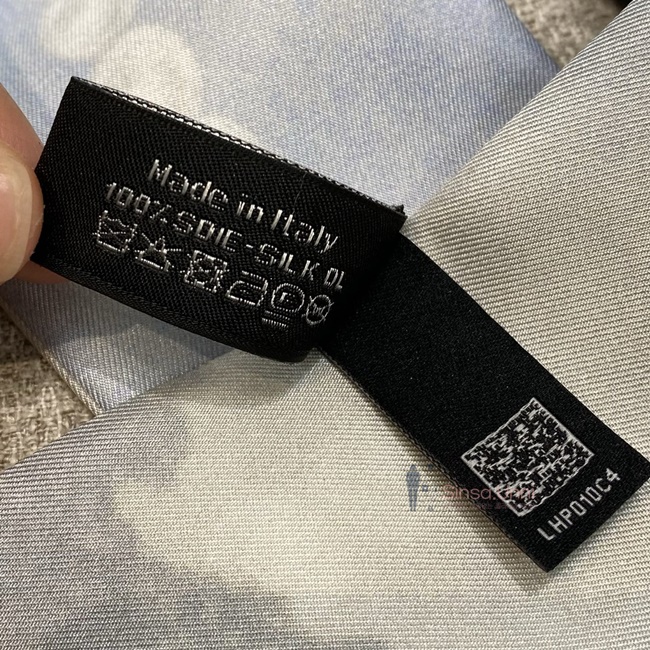 Made in Italy
100% SOIE-SILK DL
LHP010C4